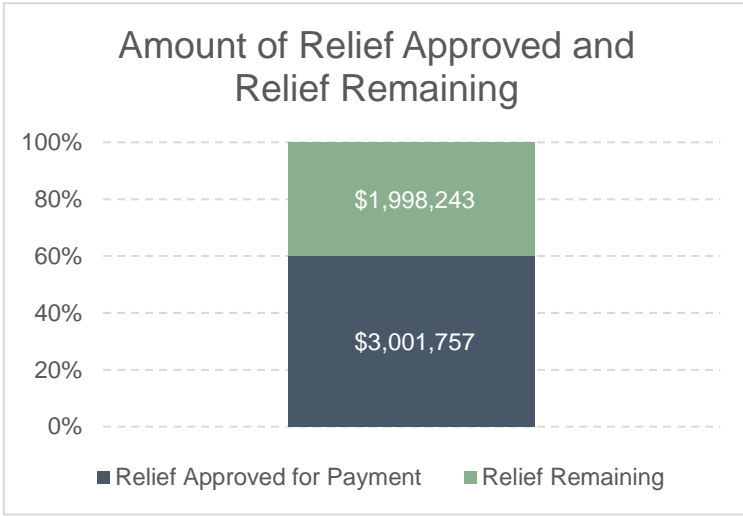 Amount of Relief Approved and
Relief Remaining
100%
80%
60%
40%
20%
0%
$1,998,243
$3,001,757
Relief Approved for Payment
Relief Remaining